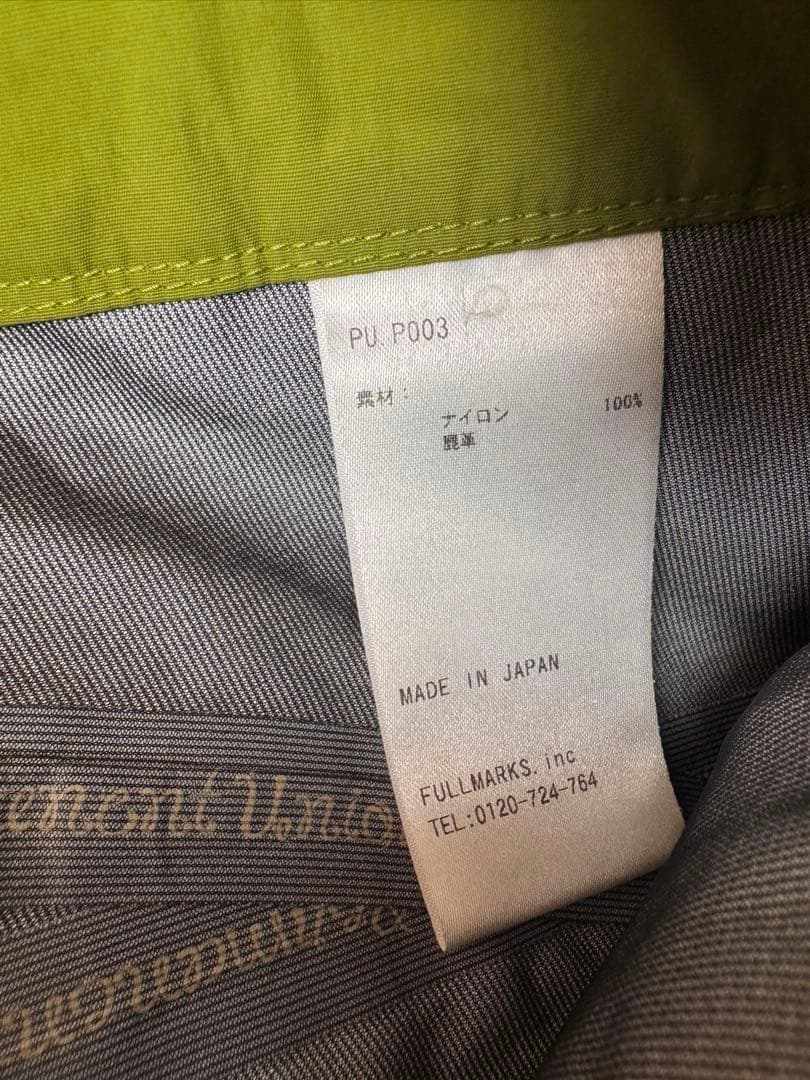 PU. P003
素材:
ナイロン 100%
鹿革
MADE IN JAPAN
FULLMARKS. inc
TEL:0120-724-764